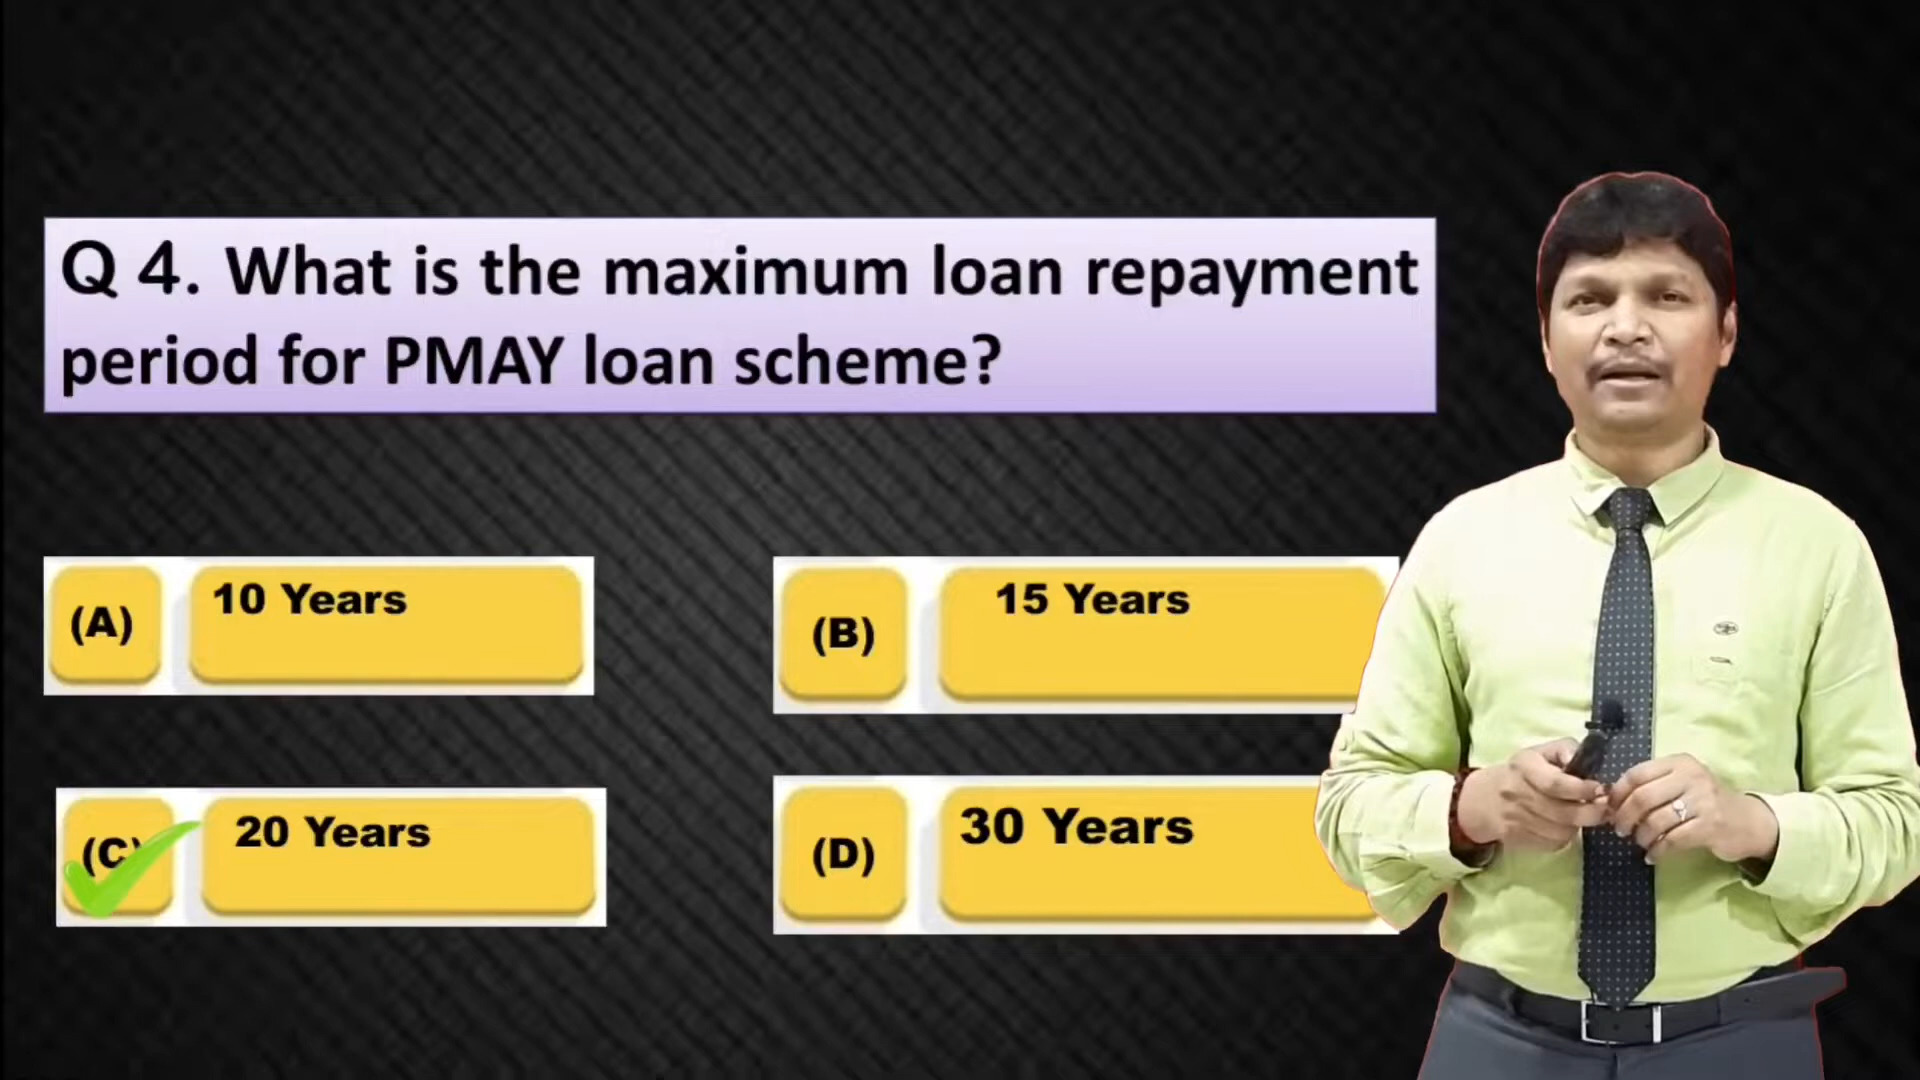 Q 4. What is the maximum loan repayment
period for PMAY loan scheme?
(A) 10 Years
(B) 15 Years
(C) 20 Years
(D) 30 Years